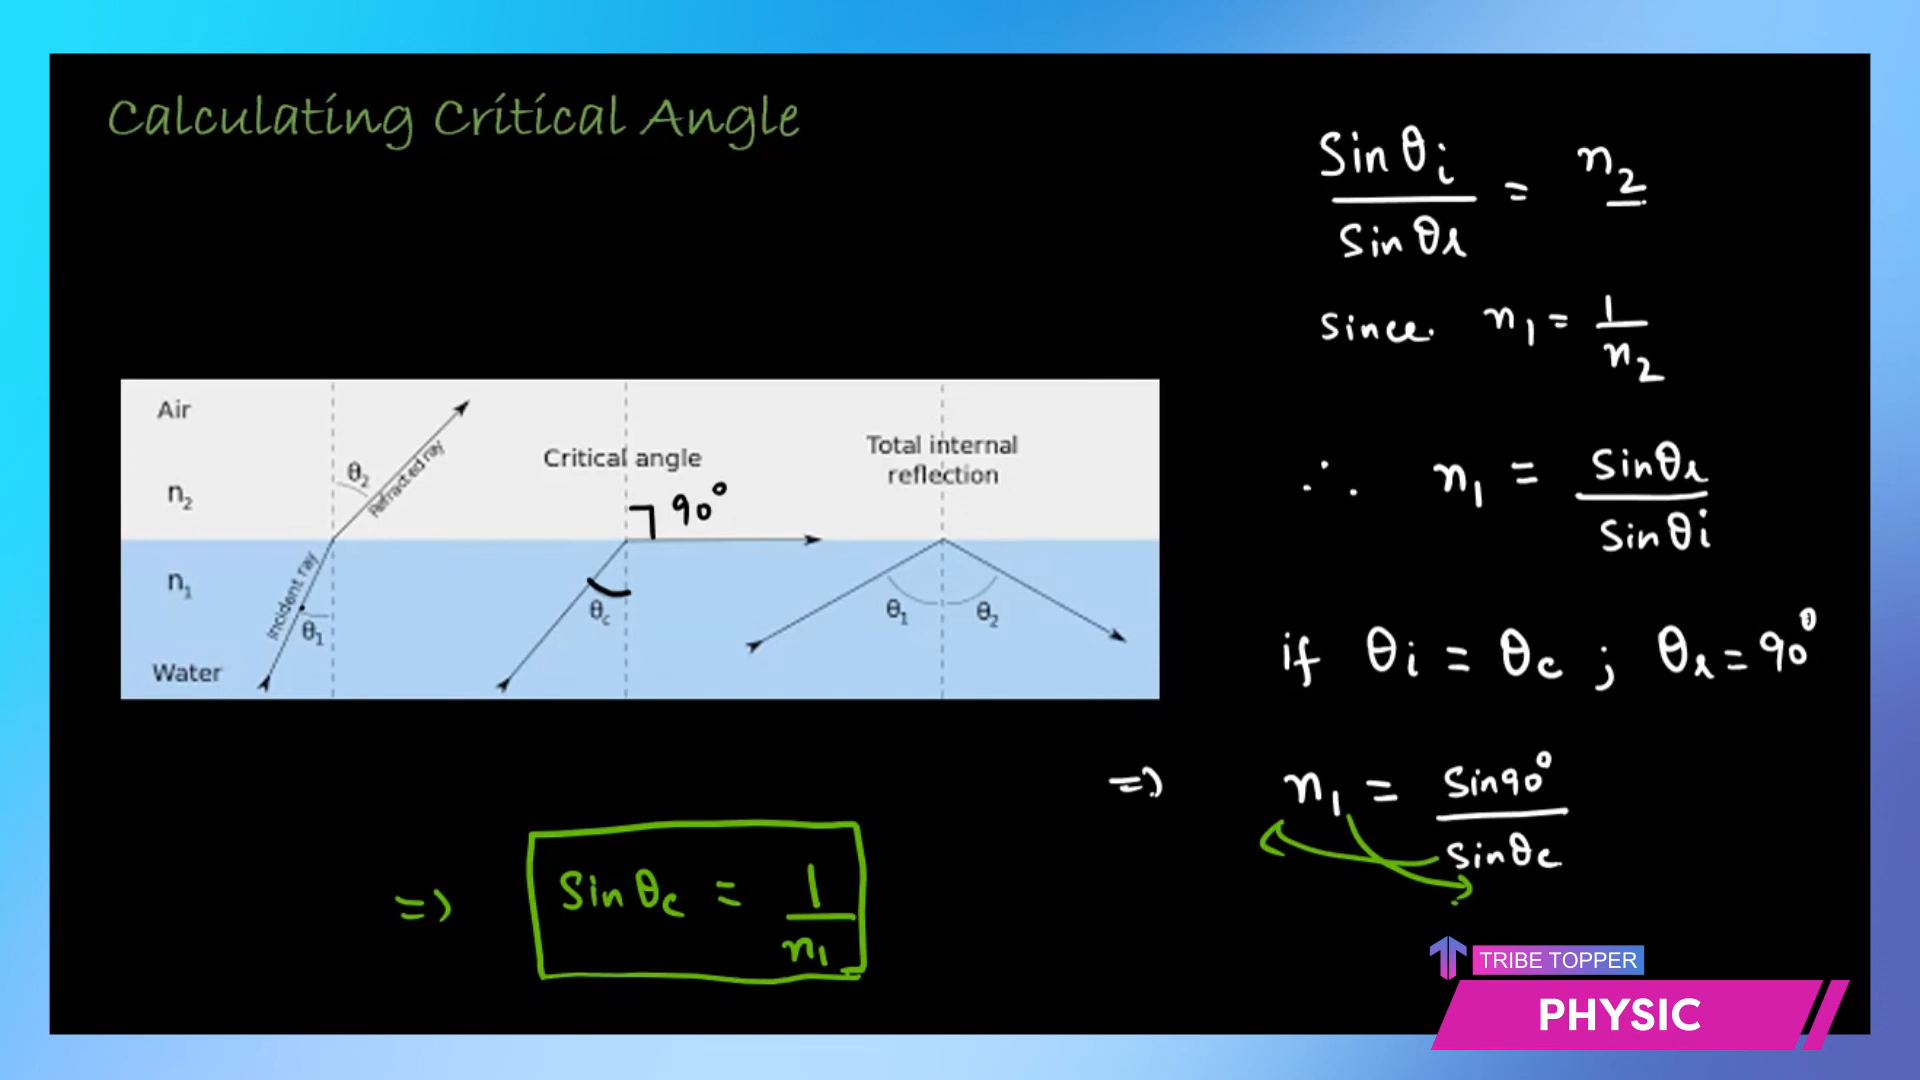 Calculating Critical Angle
Sin θi / Sin θr = n2
Since. n1 = 1 / n2
∴ n1 = Sinθr / Sinθi
if θi = θc ; θr = 90°
=> n1 = Sin90° / Sinθc
=> Sin θc = 1 / n1
Air
n2
θ2
Refracted ray
Critical angle
90°
Total internal
reflection
n1
Incident ray
θ1
θc
θ1
θ2
Water
TRIBE TOPPER
PHYSIC